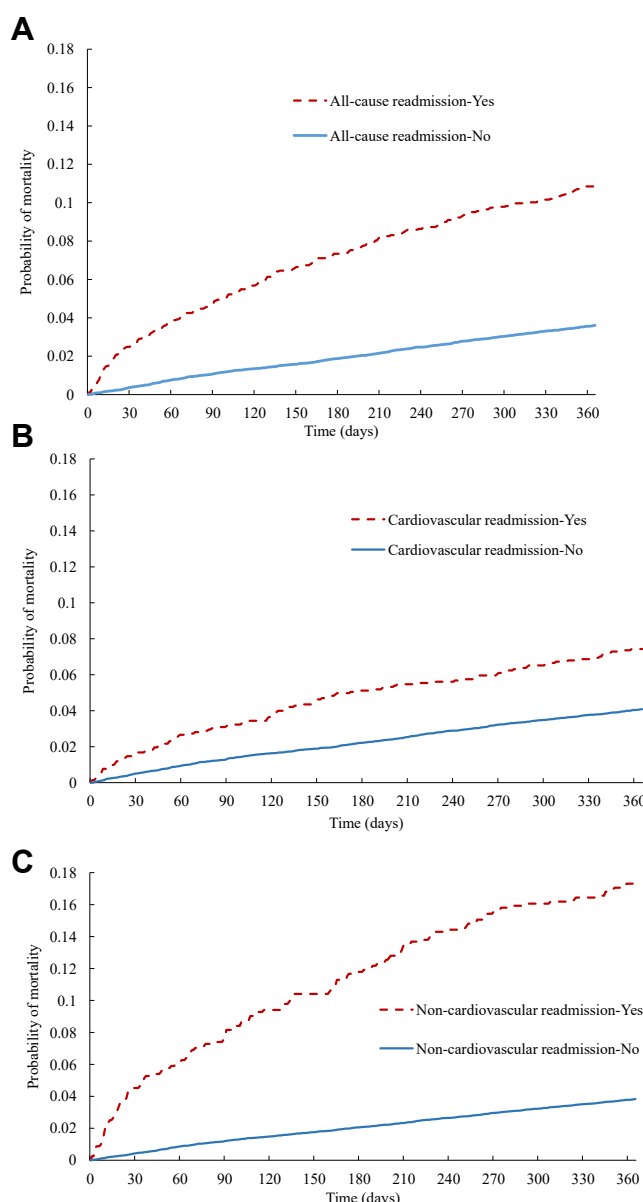 A
0.18
0.16
0.14
0.12
0.1
0.08
0.06
0.04
0.02
0
Probability of mortality
All-cause readmission-Yes
All-cause readmission-No
0 30 60 90 120 150 180 210 240 270 300 330 360
Time (days)
B
0.18
0.16
0.14
0.12
0.1
0.08
0.06
0.04
0.02
0
Probability of mortality
Cardiovascular readmission-Yes
Cardiovascular readmission-No
0 30 60 90 120 150 180 210 240 270 300 330 360
Time (days)
C
0.18
0.16
0.14
0.12
0.1
0.08
0.06
0.04
0.02
0
Probability of mortality
Non-cardiovascular readmission-Yes
Non-cardiovascular readmission-No
0 30 60 90 120 150 180 210 240 270 300 330 360
Time (days)